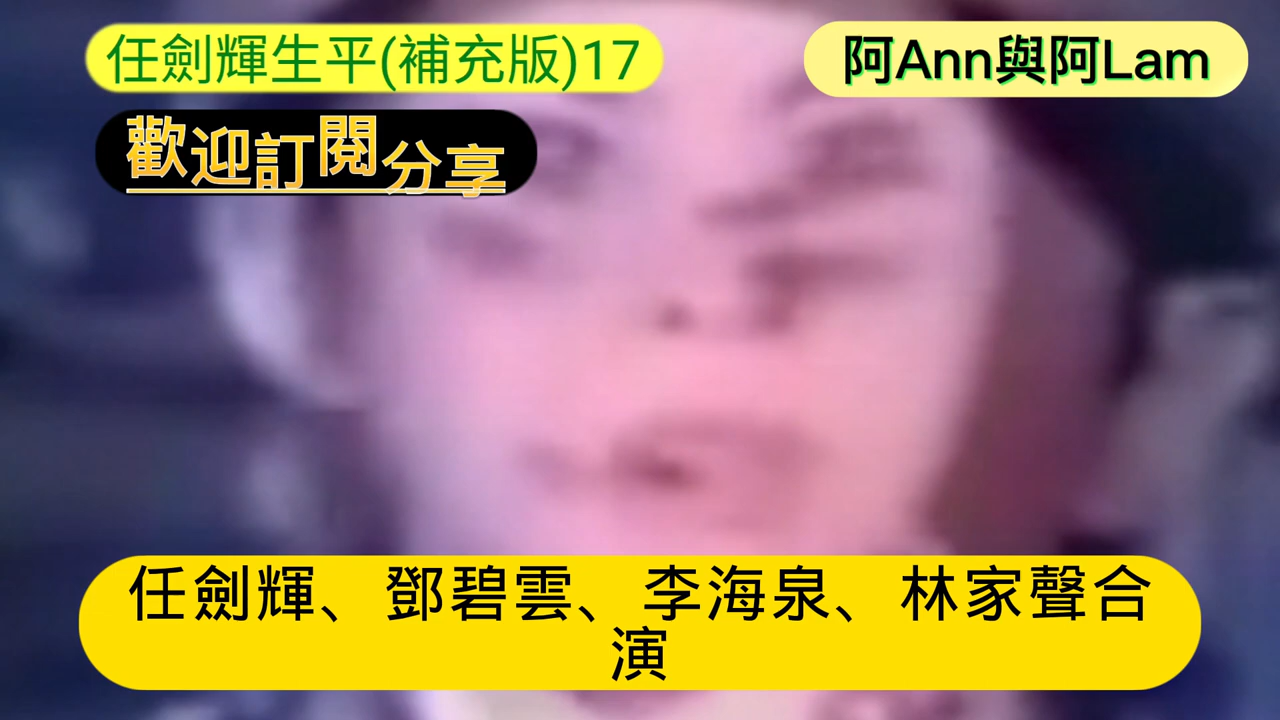 任劍輝生平(補充版)17
阿Ann與阿Lam
歡迎訂閱分享
任劍輝、鄧碧雲、李海泉、林家聲合
演